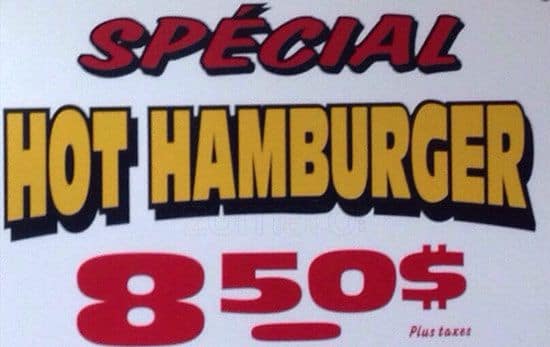 SPÉCIAL
HOT HAMBURGER
8 50$
Plus taxes